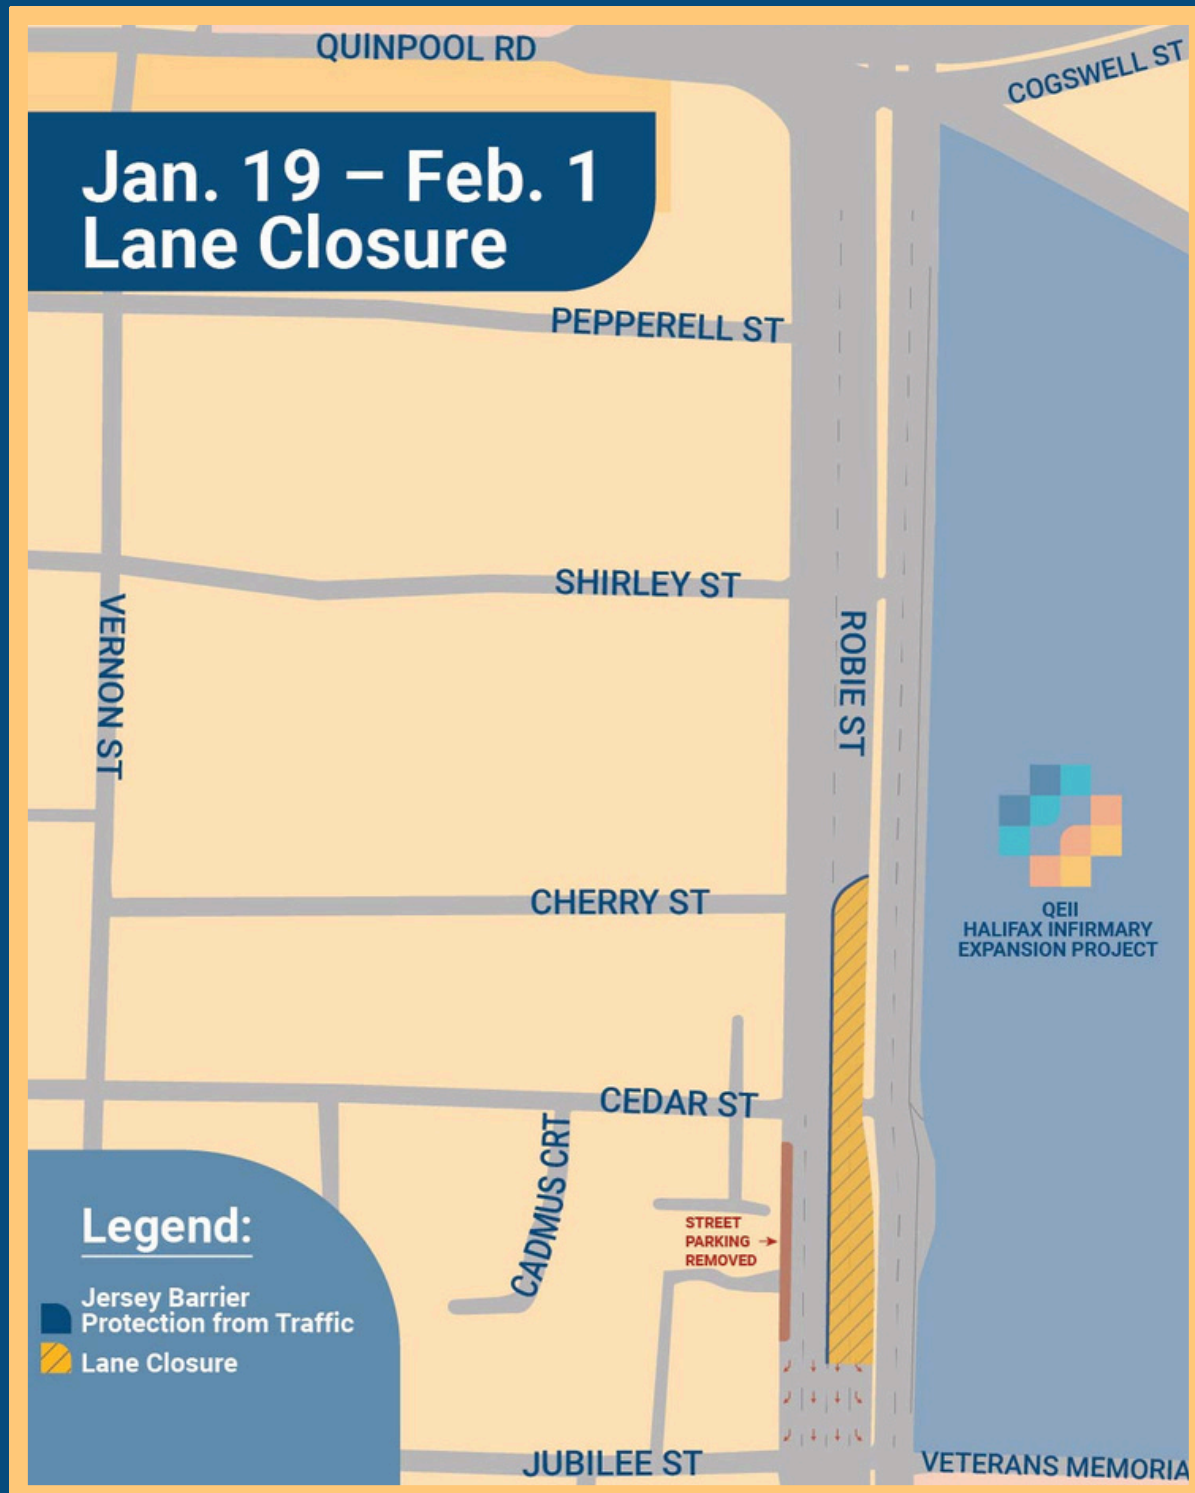 QUINPOOL RD
COGSWELL ST
Jan. 19 – Feb. 1
Lane Closure
PEPPERELL ST
SHIRLEY ST
VERNON ST
ROBIE ST
CHERRY ST
QEII
HALIFAX INFIRMARY
EXPANSION PROJECT
CEDAR ST
CADMUS CRT
STREET
PARKING
REMOVED
Legend:
Jersey Barrier
Protection from Traffic
Lane Closure
JUBILEE ST
VETERANS MEMORIA